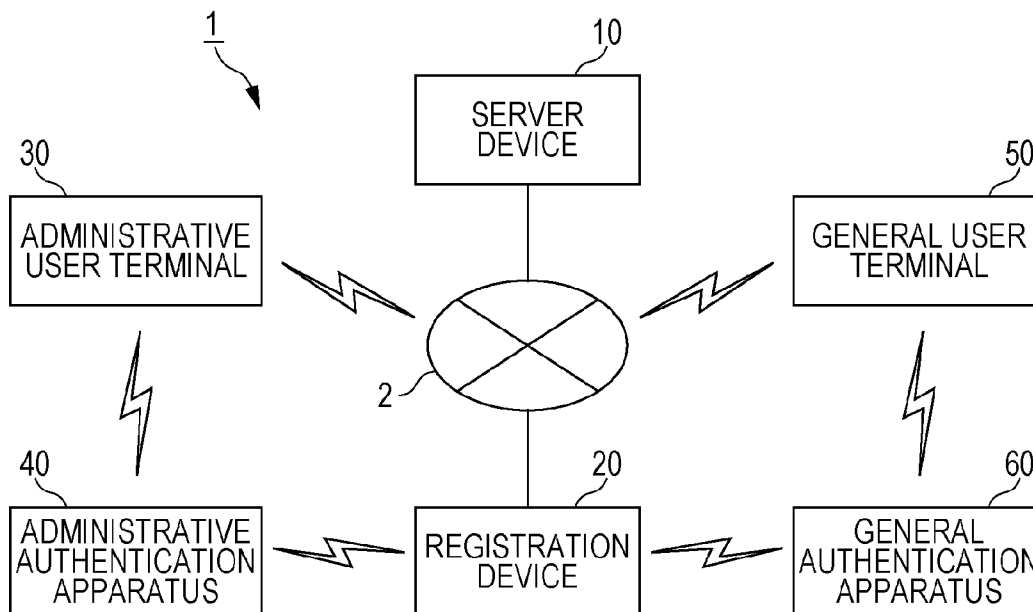 1
10
SERVER
DEVICE
30
ADMINISTRATIVE
USER TERMINAL
50
GENERAL USER
TERMINAL
2
40
ADMINISTRATIVE
AUTHENTICATION
APPARATUS
20
REGISTRATION
DEVICE
60
GENERAL
AUTHENTICATION
APPARATUS